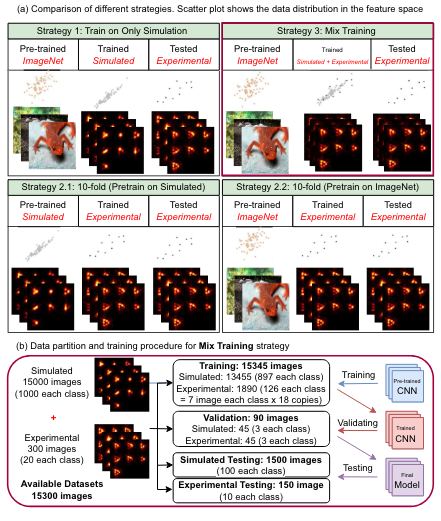 (a) Comparison of different strategies. Scatter plot shows the data distribution in the feature space
Strategy 1: Train on Only Simulation
Pre-trained Trained Tested
ImageNet Simulated Experimental
Strategy 3: Mix Training
Pre-trained Trained Tested
ImageNet Simulated + Experimental Experimental
Strategy 2.1: 10-fold (Pretrain on Simulated)
Pre-trained Trained Tested
Simulated Experimental Experimental
Strategy 2.2: 10-fold (Pretrain on ImageNet)
Pre-trained Trained Tested
ImageNet Experimental Experimental
(b) Data partition and training procedure for Mix Training strategy
Simulated
15000 images
(1000 each class)
+
Experimental
300 images
(20 each class)
Available Datasets
15300 images
Training: 15345 images
Simulated: 13455 (897 each class)
Experimental: 1890 (126 each class
= 7 image each class x 18 copies)
Validation: 90 images
Simulated: 45 (3 each class)
Experimental: 45 (3 each class)
Simulated Testing: 1500 images
(100 each class)
Experimental Testing: 150 image
(10 each class)
Training
Validating
Testing
Pre-trained
CNN
Trained
CNN
Final
Model